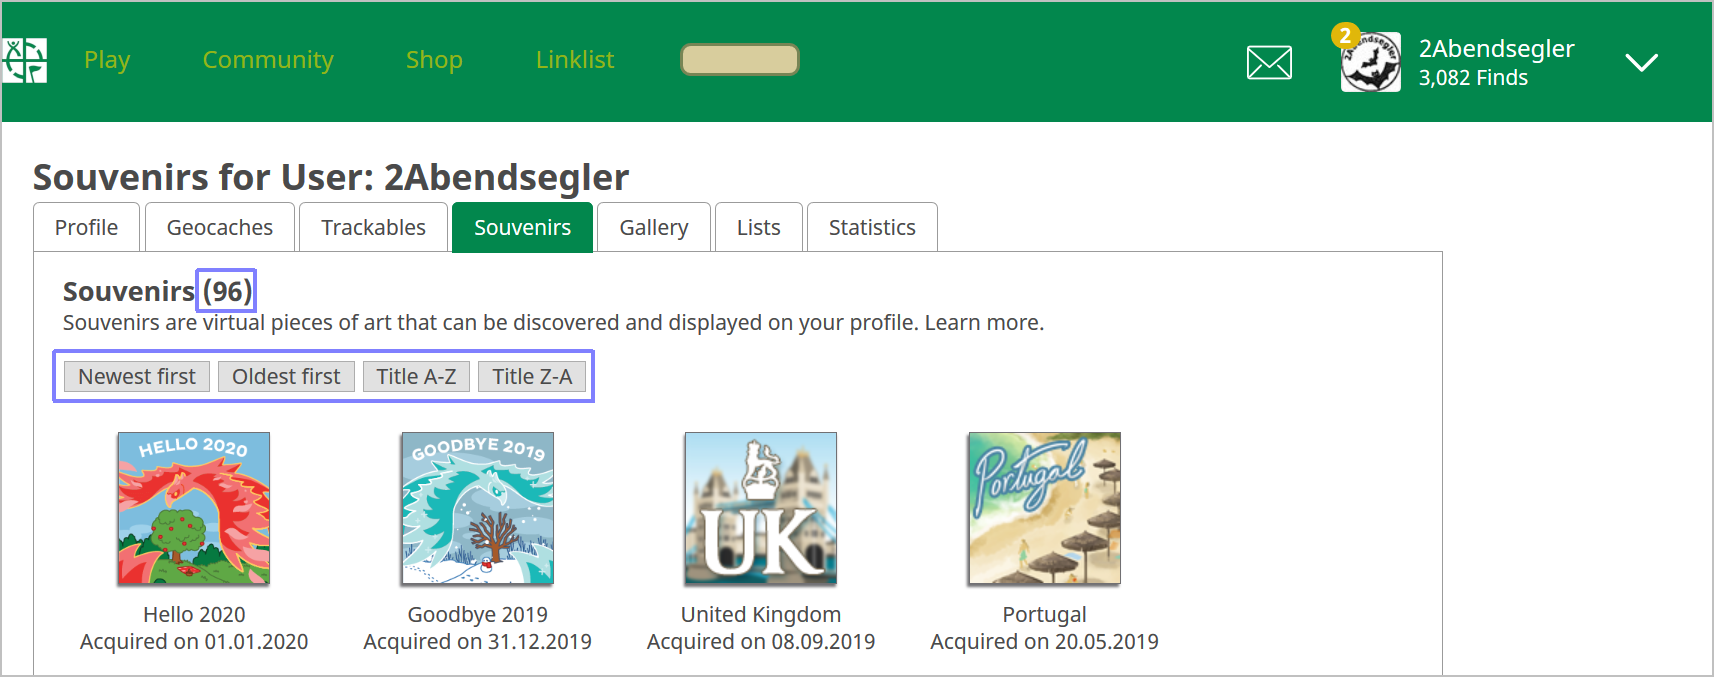 Play Community Shop Linklist
2
2Abendsegler
3,082 Finds
Souvenirs for User: 2Abendsegler
Profile Geocaches Trackables Souvenirs Gallery Lists Statistics
Souvenirs (96)
Souvenirs are virtual pieces of art that can be discovered and displayed on your profile. Learn more.
Newest first Oldest first Title A-Z Title Z-A
HELLO 2020
GOODBYE 2019
UK
Portugal
Hello 2020 Goodbye 2019 United Kingdom Portugal
Acquired on 01.01.2020 Acquired on 31.12.2019 Acquired on 08.09.2019 Acquired on 20.05.2019